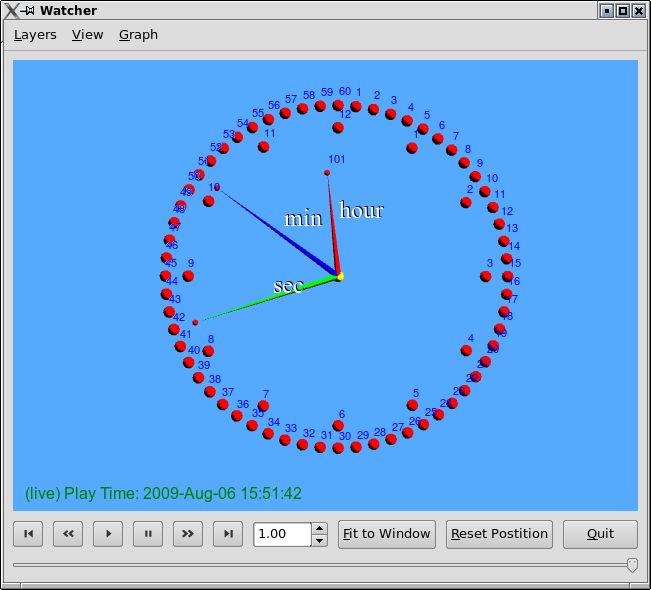 Watcher
Layers View Graph
59 60 1
58 2
57 3
56 4
55 5
54 12 6
53 11 1 7
52 8
101 9
10
50 10 2 11
49 12
48 hour 13
min
47 14
46 15
45 9 3 16
44 sec 17
43 18
42 19
41 8 4 20
40 21
39 22
38 7 5 23
37 24
36 6 25
35 26
34 33 32 31 30 29 28 27
(live) Play Time: 2009-Aug-06 15:51:42
1.00 Fit to Window Reset Postition Quit